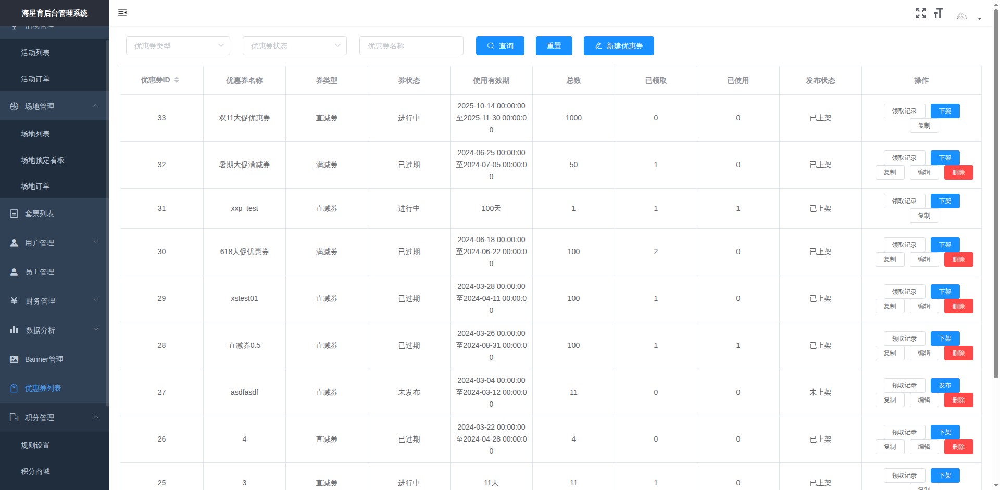 海星育后台管理系统
活动管理
活动列表
活动订单
场地管理
场地列表
场地预定看板
场地订单
套票列表
用户管理
员工管理
财务管理
数据分析
Banner管理
优惠券列表
积分管理
规则设置
积分商城
优惠券类型 优惠券状态 优惠券名称 查询 重置 新建优惠券
优惠券ID 优惠券名称 券类型 券状态 使用有效期 总数 已领取 已使用 发布状态 操作
33 双11大促优惠券 直减券 进行中 2025-10-14 00:00:00 1000 0 0 已上架 领取记录 下架
至2025-11-30 00:00:0
0
复制
32 暑期大促满减券 满减券 已过期 2024-06-25 00:00:00 50 1 0 已上架 领取记录 下架
至2024-07-05 00:00:0
0
复制 编辑 删除
31 xxp_test 直减券 进行中 100天 1 1 1 已上架 领取记录 下架
复制
30 618大促优惠券 满减券 已过期 2024-06-18 00:00:00 100 2 0 已上架 领取记录 下架
至2024-06-22 00:00:0
0
复制 编辑 删除
29 xstest01 直减券 已过期 2024-03-28 00:00:00 100 1 0 已上架 领取记录 下架
至2024-04-11 00:00:0
0
复制 编辑 删除
28 直减券0.5 直减券 已过期 2024-03-26 00:00:00 100 1 1 已上架 领取记录 下架
至2024-08-31 00:00:0
0
复制 编辑 删除
27 asdfasdf 直减券 未发布 2024-03-04 00:00:00 11 0 0 未上架 领取记录 发布
至2024-03-12 00:00:0
0
复制 编辑 删除
26 4 直减券 已过期 2024-03-22 00:00:00 4 0 0 已上架 领取记录 下架
至2024-04-28 00:00:0
0
复制 编辑 删除
25 3 直减券 进行中 11天 11 1 0 已上架 领取记录 下架
复制